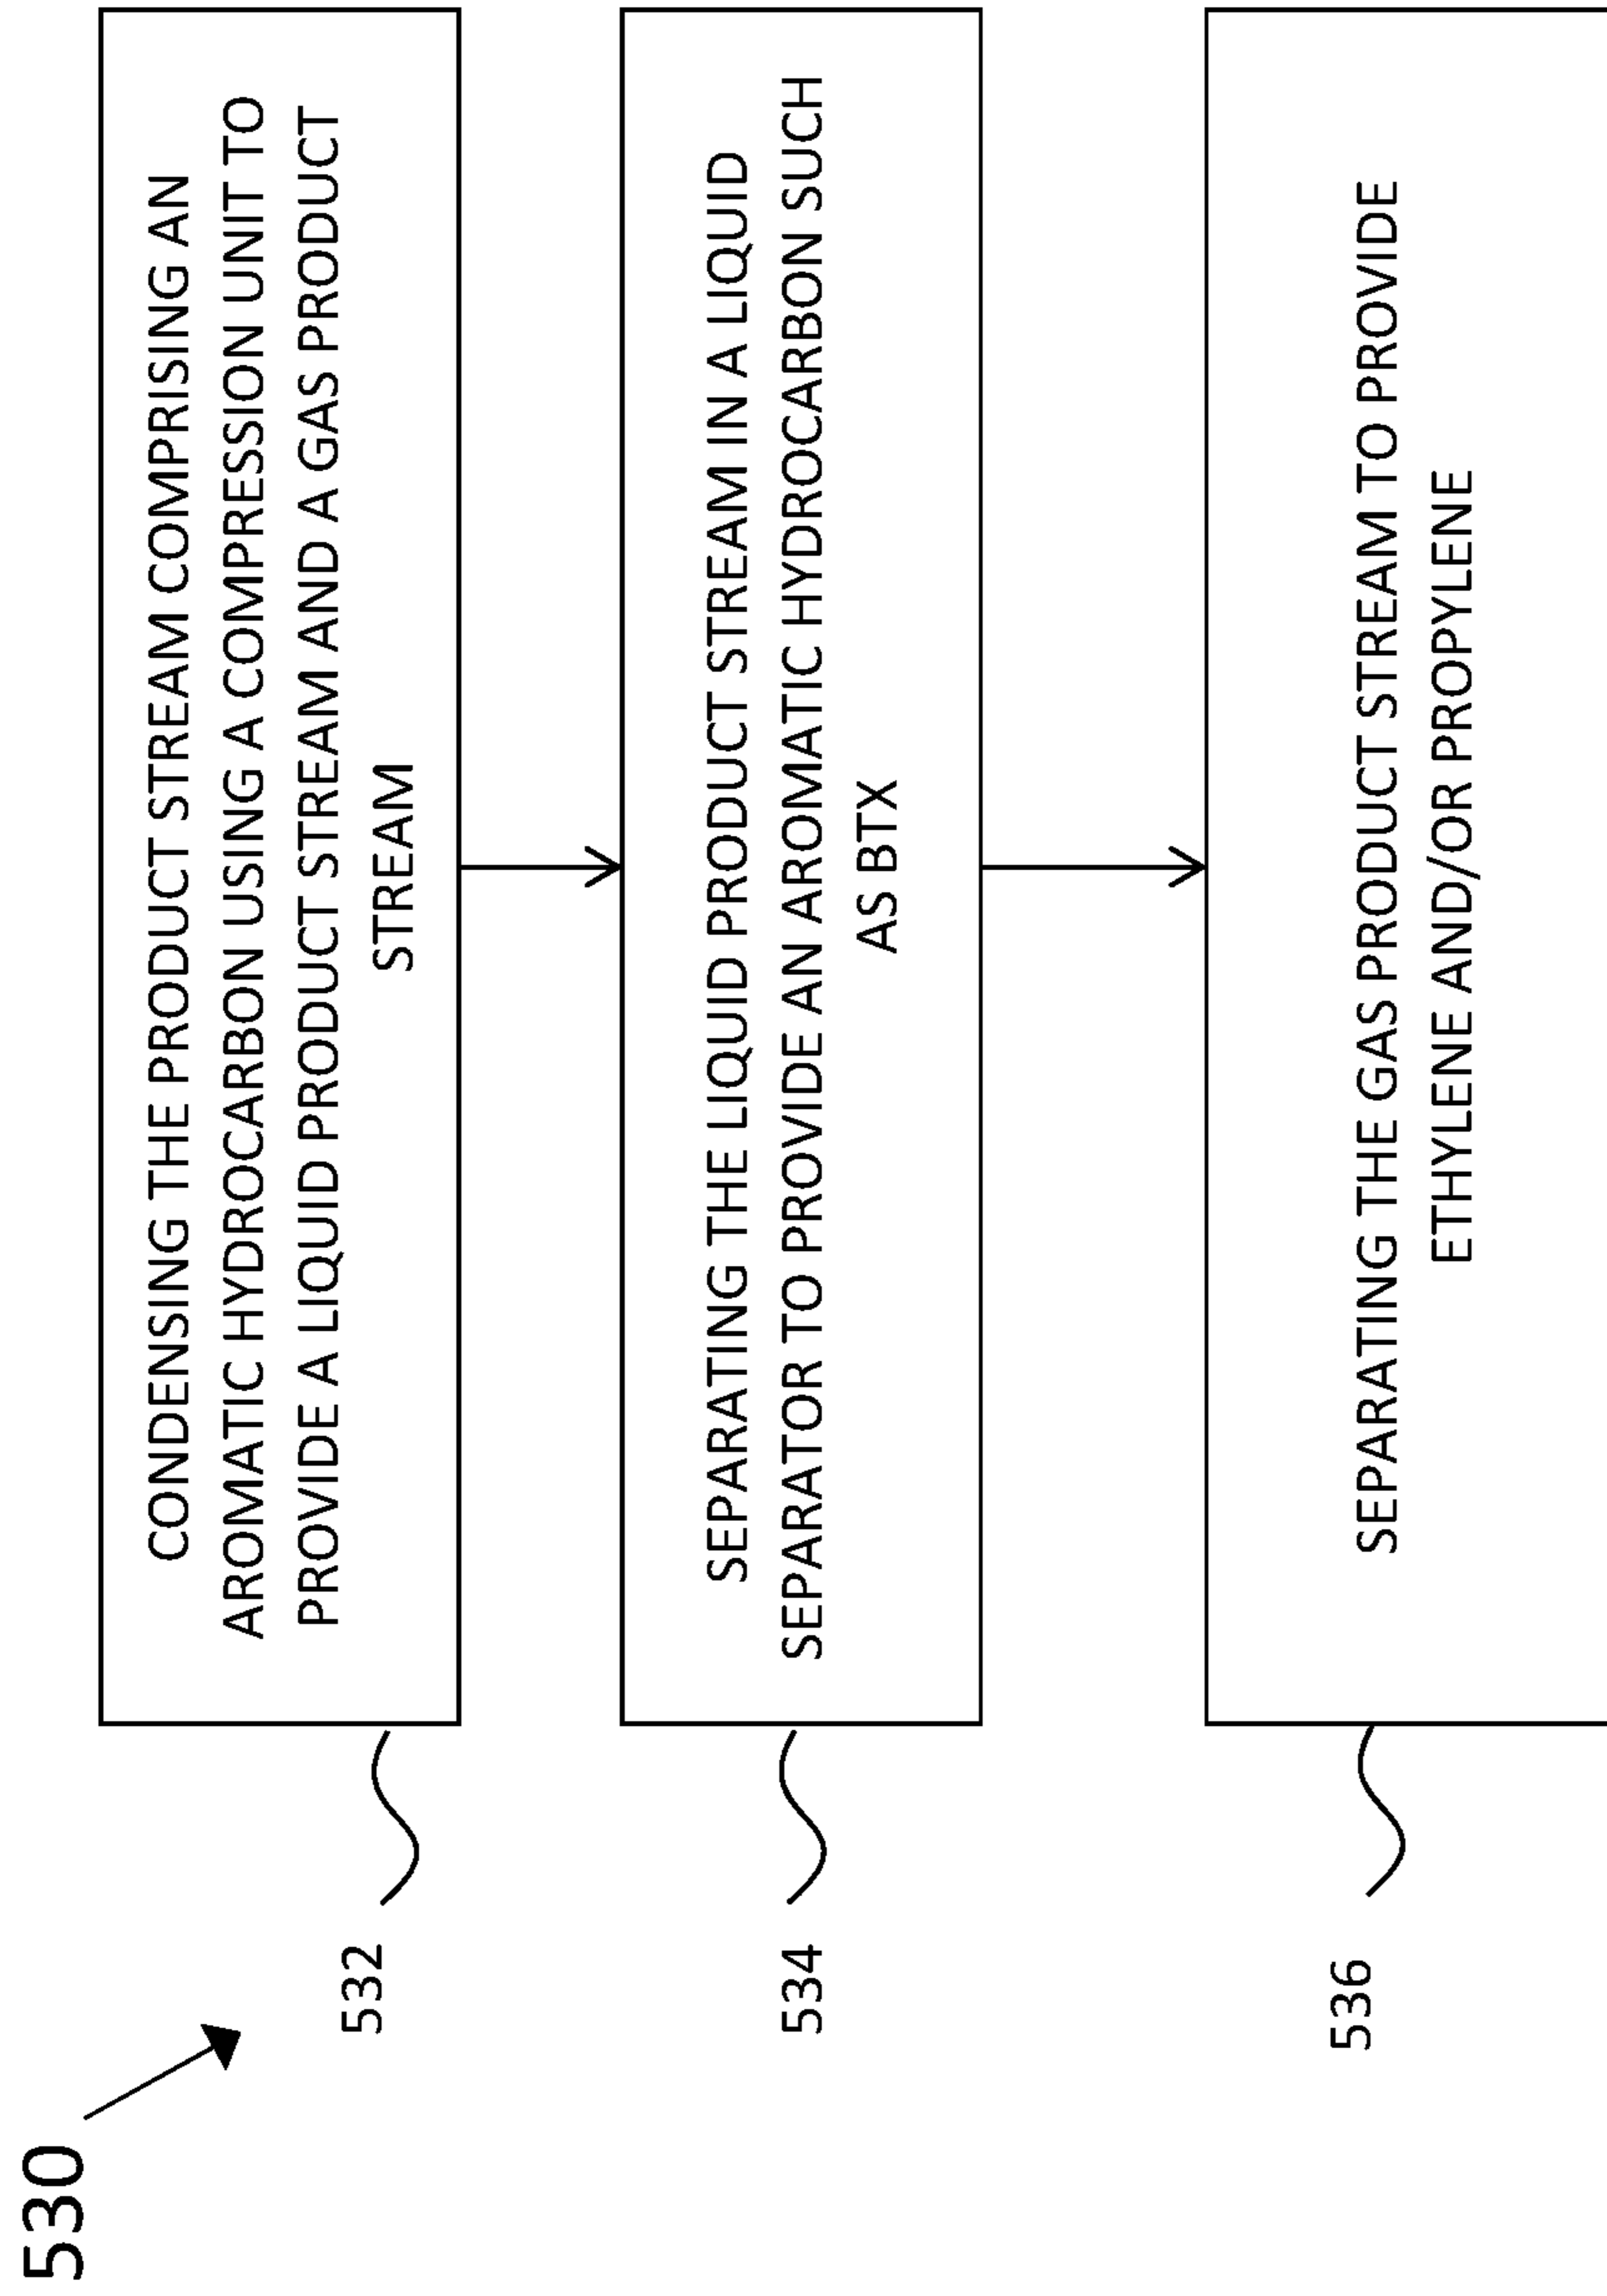 530
532
CONDENSING THE PRODUCT STREAM COMPRISING AN
AROMATIC HYDROCARBON USING A COMPRESSION UNIT TO
PROVIDE A LIQUID PRODUCT STREAM AND A GAS PRODUCT
STREAM
534
SEPARATING THE LIQUID PRODUCT STREAM IN A LIQUID
SEPARATOR TO PROVIDE AN AROMATIC HYDROCARBON SUCH
AS BTX
536
SEPARATING THE GAS PRODUCT STREAM TO PROVIDE
ETHYLENE AND/OR PROPYLENE